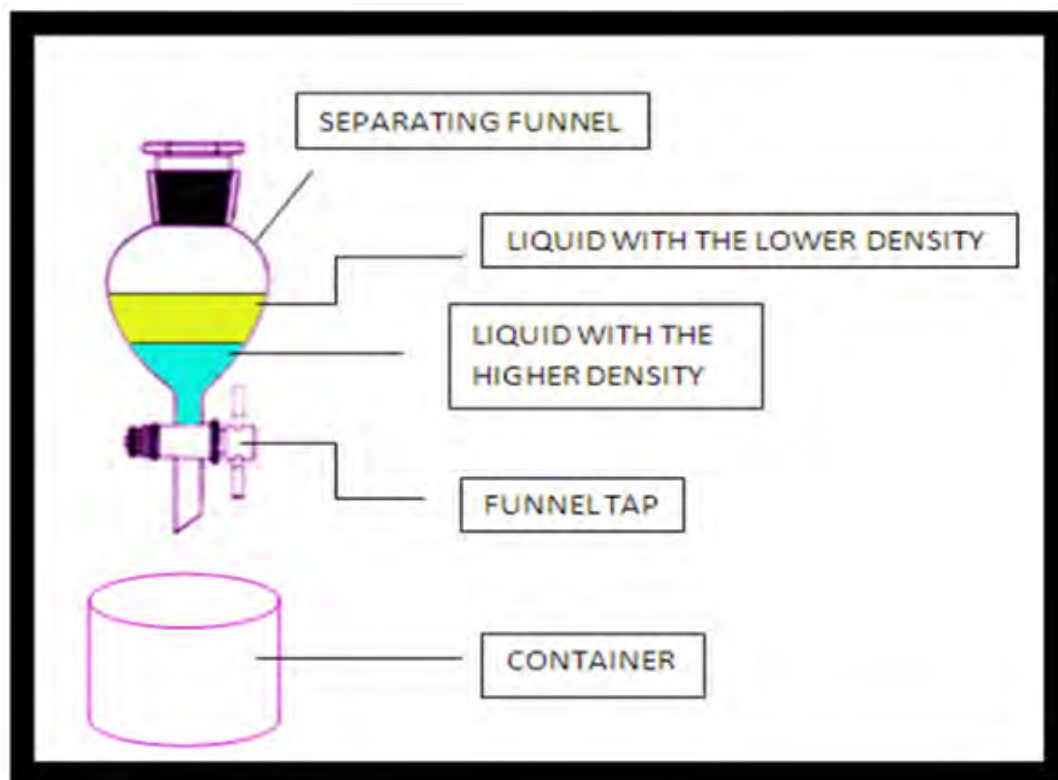 SEPARATING FUNNEL
LIQUID WITH THE LOWER DENSITY
LIQUID WITH THE
HIGHER DENSITY
FUNNEL TAP
CONTAINER